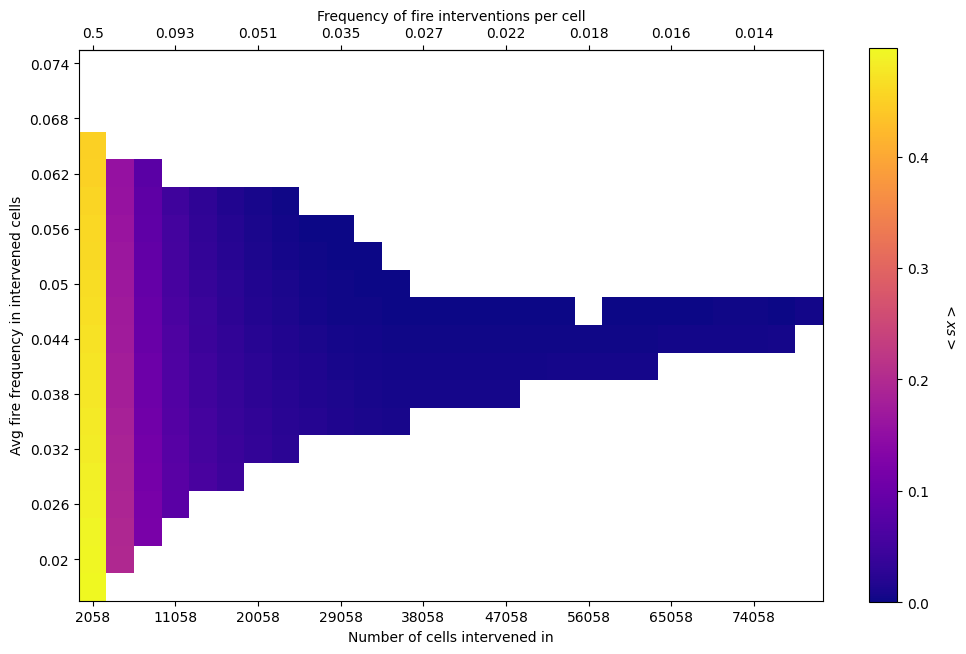 Frequency of fire interventions per cell
0.5 0.093 0.051 0.035 0.027 0.022 0.018 0.016 0.014
0.074
0.068
0.062
0.056
0.05
0.044
0.038
0.032
0.026
0.02
Avg fire frequency in intervened cells
2058 11058 20058 29058 38058 47058 56058 65058 74058
Number of cells intervened in
0.4
0.3
0.2
0.1
0.0
< sx >